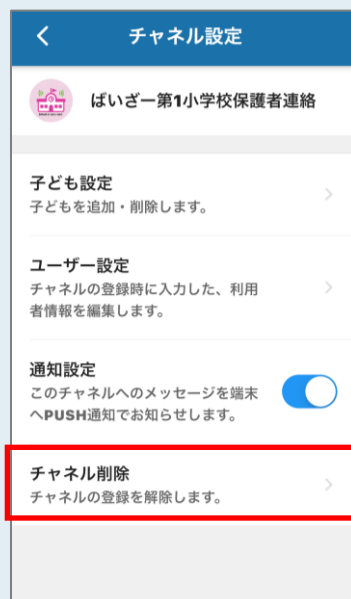 チャネル設定
ばいざー第1小学校保護者連絡
子ども設定
子どもを追加・削除します。
ユーザー設定
チャネルの登録時に入力した、利用
者情報を編集します。
通知設定
このチャネルへのメッセージを端末
へPUSH通知でお知らせします。
チャネル削除
チャネルの登録を解除します。